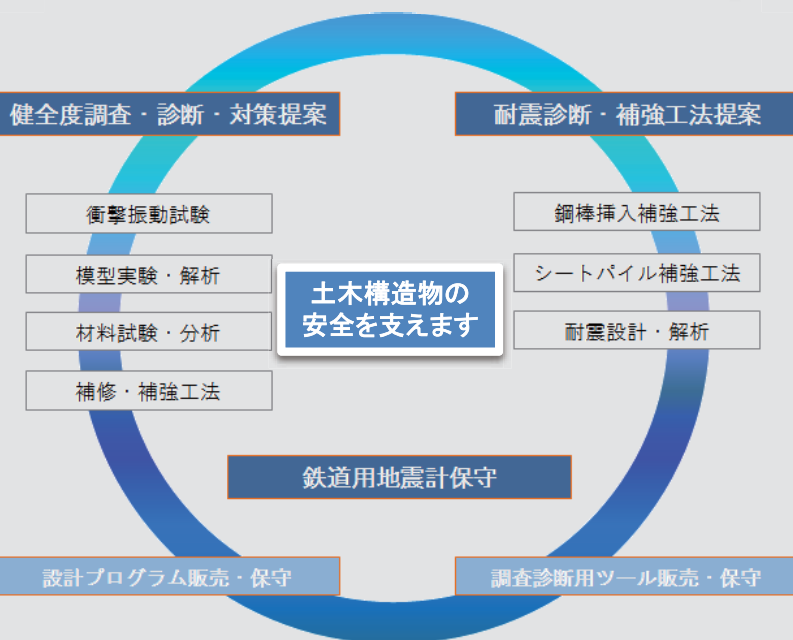 健全度調査・診断・対策提案
耐震診断・補強工法提案
衝撃振動試験
模型実験・解析
材料試験・分析
補修・補強工法
鋼棒挿入補強工法
シートパイル補強工法
耐震設計・解析
土木構造物の
安全を支えます
鉄道用地震計保守
設計プログラム販売・保守
調査診断用ツール販売・保守